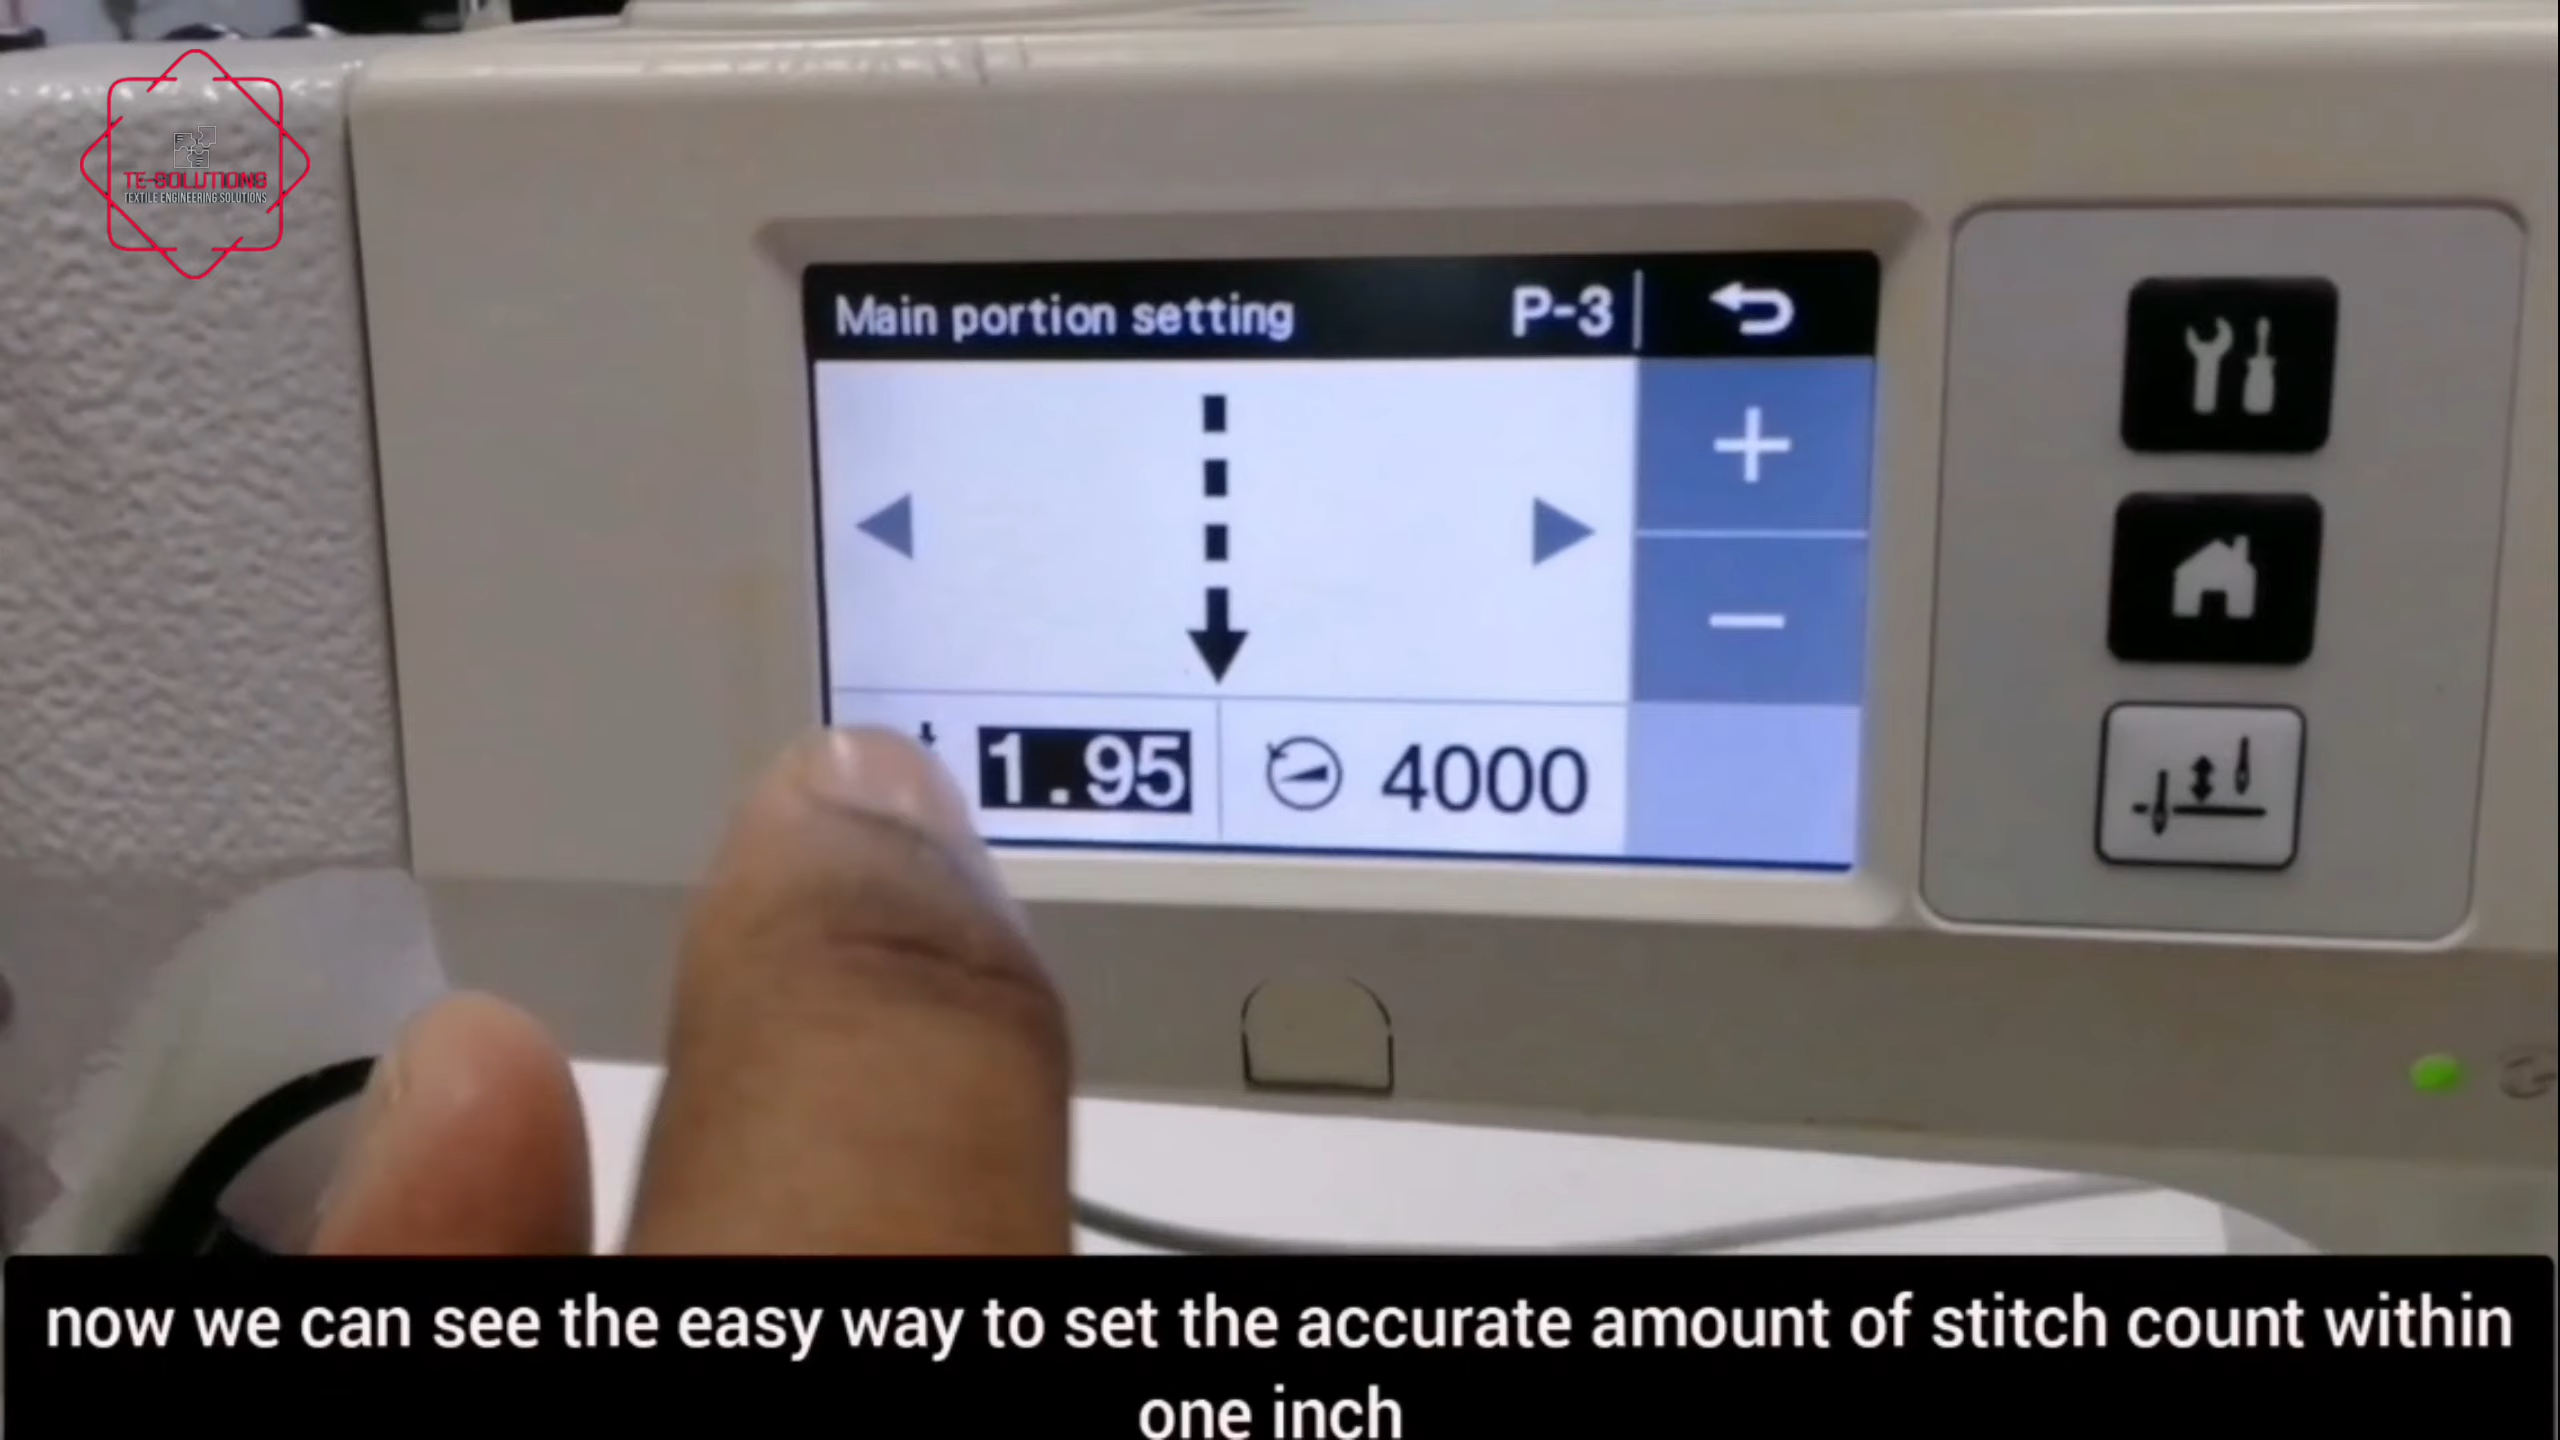 TE-SOLUTIONS
TEXTILE ENGINEERING SOLUTIONS
Main portion setting P-3
1.95 4000
now we can see the easy way to set the accurate amount of stitch count within
one inch